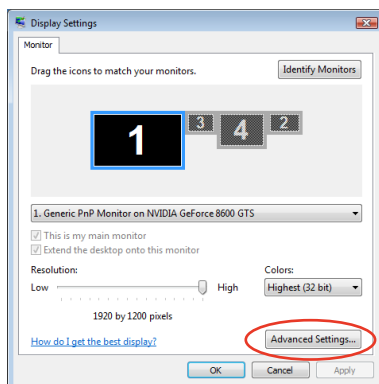 Display Settings
Monitor
Drag the icons to match your monitors.
Identify Monitors
1 3 4 2
1. Generic PnP Monitor on NVIDIA GeForce 8600 GTS
This is my main monitor
Extend the desktop onto this monitor
Resolution:
Colors:
Low High
Highest (32 bit)
1920 by 1200 pixels
How do I get the best display?
Advanced Settings...
OK Cancel Apply